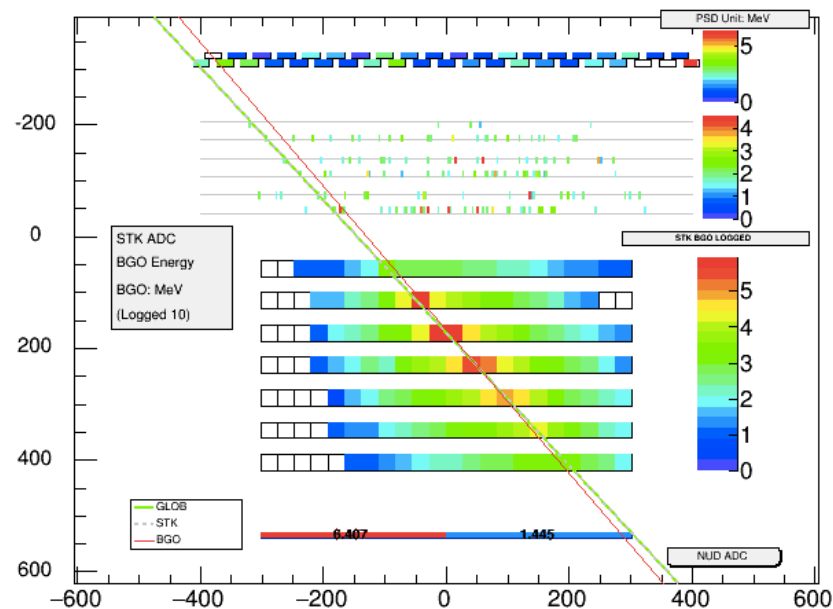 PSD Unit: MeV
5
0
4
3
2
1
0
-200
0
200
400
600
STK ADC
BGO Energy
BGO: MeV
(Logged 10)
STK BGO LOGGED
5
4
3
2
1
0
GLOB
STK
BGO
6.407
1.445
NUD ADC
−600
−400
−200
0
200
400
600